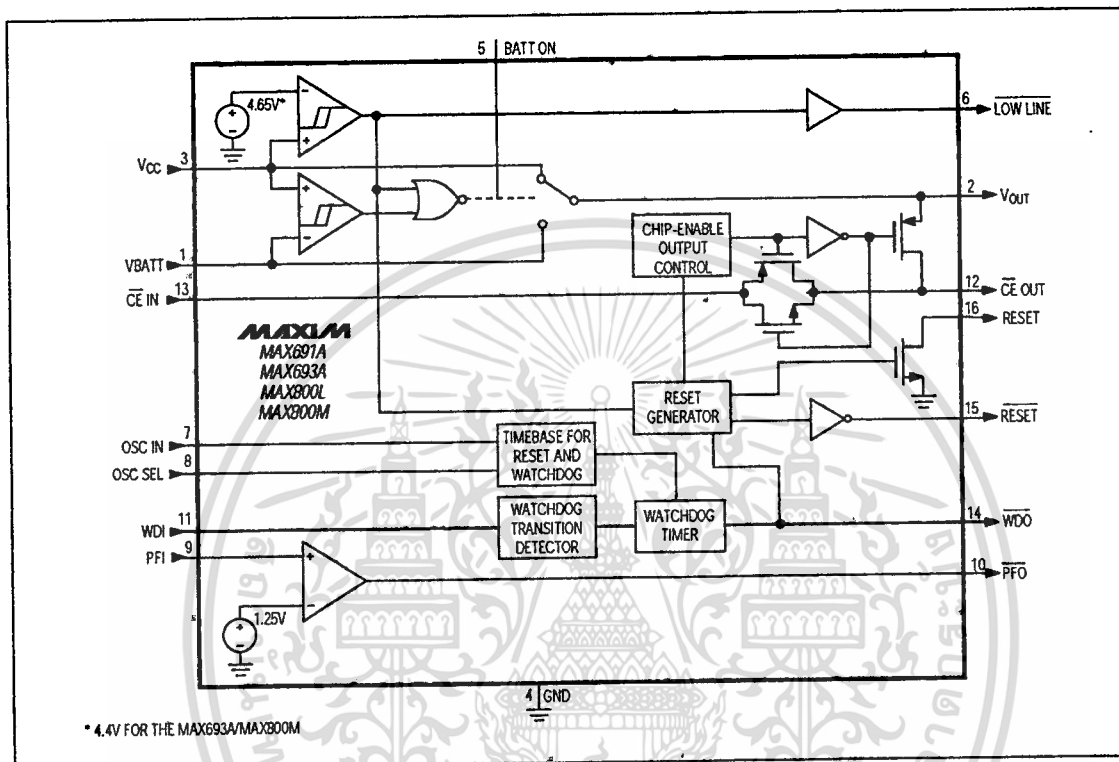 5 BATT ON
4.65V*
6 LOW LINE
VCC 3
2 VOUT
CHIP-ENABLE
OUTPUT
CONTROL
1
VBATT
13
CE IN
12 CE OUT
16 RESET
MAXIM
MAX691A
MAX693A
MAX800L
MAX800M
RESET
GENERATOR
15 RESET
7
OSC IN
8
OSC SEL
TIMEBASE FOR
RESET AND
WATCHDOG
11
WDI
WATCHDOG
TRANSITION
DETECTOR
WATCHDOG
TIMER
14 WDO
9
PFI
10 PFO
1.25V
4 GND
* 4.4V FOR THE MAX693A/MAX800M